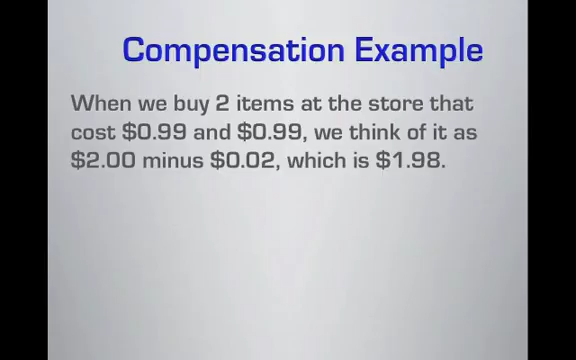 Compensation Example
When we buy 2 items at the store that
cost $0.99 and $0.99, we think of it as
$2.00 minus $0.02, which is $1.98.